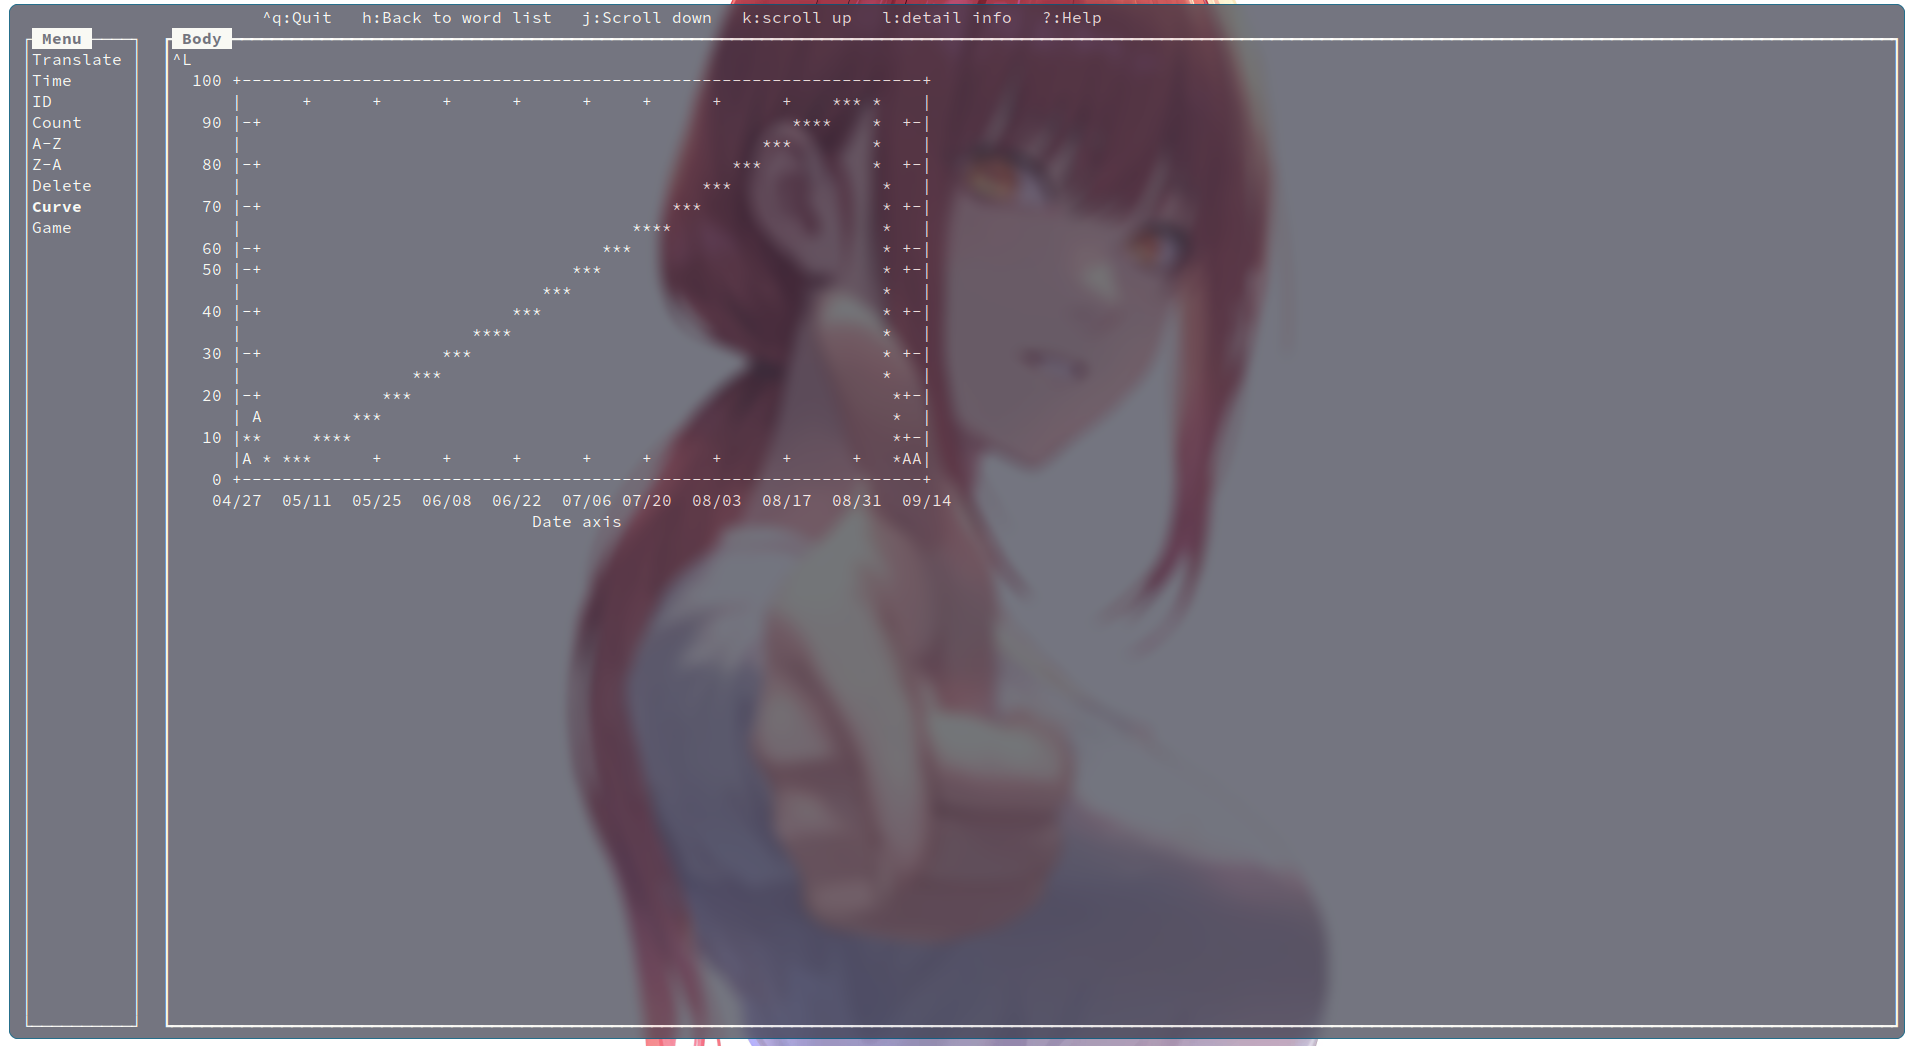 ^q:Quit   h:Back to word list   j:Scroll down   k:scroll up   l:detail info   ?:Help
Menu
Translate
Time
ID
Count
A-Z
Z-A
Delete
Curve
Game
Body
^L
  100 +--------------------------------------------------------------------+
      |      +      +      +      +      +     +      +      +    *** *    |
   90 |-+                                                     ****    *  +-|
      |                                                    ***        *    |
   80 |-+                                               ***           *  +-|
      |                                              ***               *   |
   70 |-+                                         ***                  * +-|
      |                                       ****                     *   |
   60 |-+                                  ***                         * +-|
   50 |-+                               ***                            * +-|
      |                              ***                               *   |
   40 |-+                         ***                                  * +-|
      |                       ****                                     *   |
   30 |-+                  ***                                         * +-|
      |                 ***                                            *   |
   20 |-+            ***                                                *+-|
      | A         ***                                                   *  |
   10 |**     ****                                                      *+-|
      |A * ***      +      +      +      +     +      +      +      +   *AA|
    0 +--------------------------------------------------------------------+
    04/27  05/11  05/25  06/08  06/22  07/06 07/20  08/03  08/17  08/31  09/14
                                    Date axis